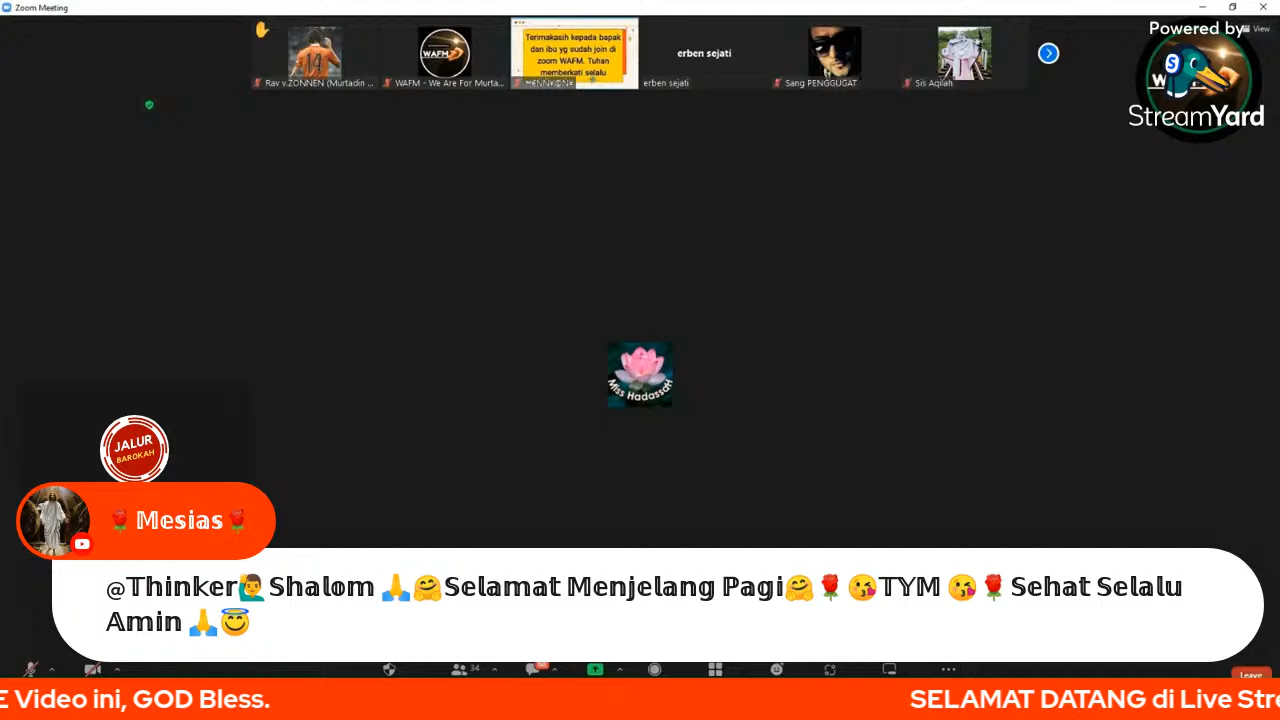 Zoom Meeting
View
Powered by
StreamYard
Terimakasih kepada bapak
dan ibu yg sudah join di
zoom WAFM. Tuhan
memberkati selalu
14
WAFM
erben sejati
Rav v.ZONNEN (Murtadin ...
WAFM - We Are For Murta...
erben sejati
Sang PENGGUGAT
Sis Aqilah
Miss HadassaH
JALUR
BAROKAH
🌹𝕄𝕖𝕤𝕚𝕒𝕤🌹
@𝕋𝕙𝕚𝕟𝕜𝕖𝕣🙋‍♂️𝕊𝕙𝕒𝕝𝕠𝕞 🙏🤗𝕊𝕖𝕝𝕒𝕞𝕒𝕥 𝕄𝕖𝕟𝕛𝕖𝕝𝕒𝕟𝕘 ℙ𝕒𝕘𝕚🤗🌹 😘𝕋𝕐𝕄 😘🌹𝕊𝕖𝕙𝕒𝕥 𝕊𝕖𝕝𝕒𝕝𝕦
𝔸𝕞𝕚𝕟 🙏😇
34
Leave
E Video ini, GOD Bless.
SELAMAT DATANG di Live Stre